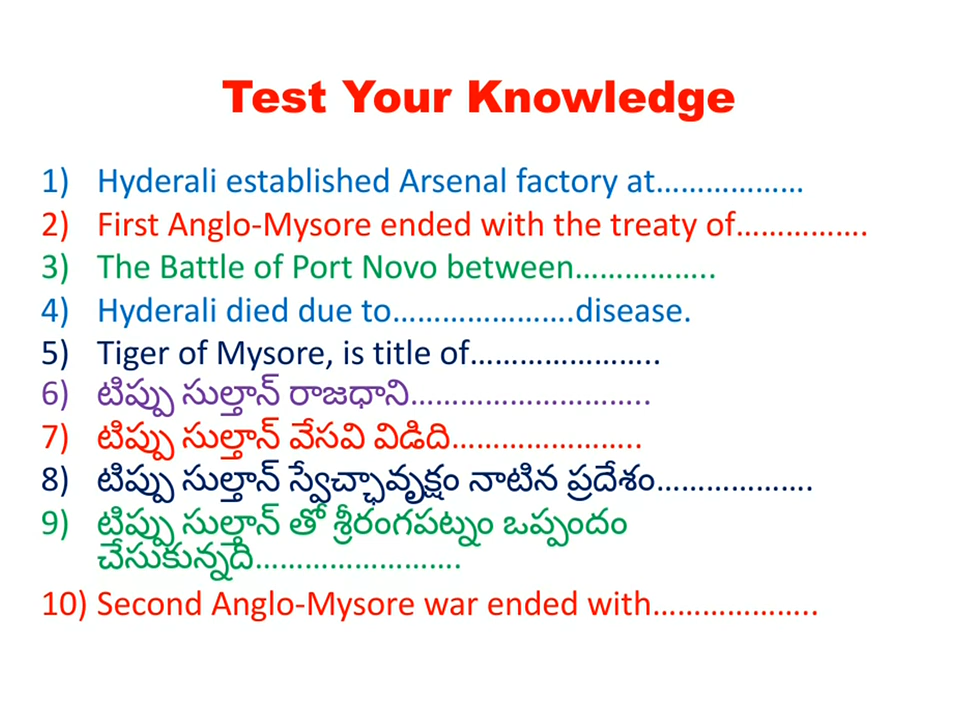 Test Your Knowledge
1) Hyderali established Arsenal factory at………………
2) First Anglo-Mysore ended with the treaty of…………….
3) The Battle of Port Novo between……………..
4) Hyderali died due to………………….disease.
5) Tiger of Mysore, is title of…………………..
6) టిప్పు సుల్తాన్ రాజధాని………………………..
7) టిప్పు సుల్తాన్ వేసవి విడిది…………………..
8) టిప్పు సుల్తాన్ స్వేచ్ఛావృక్షం నాటిన ప్రదేశం……………….
9) టిప్పు సుల్తాన్ తో శ్రీరంగపట్నం ఒప్పందం
చేసుకున్నది…………………….
10) Second Anglo-Mysore war ended with………………..